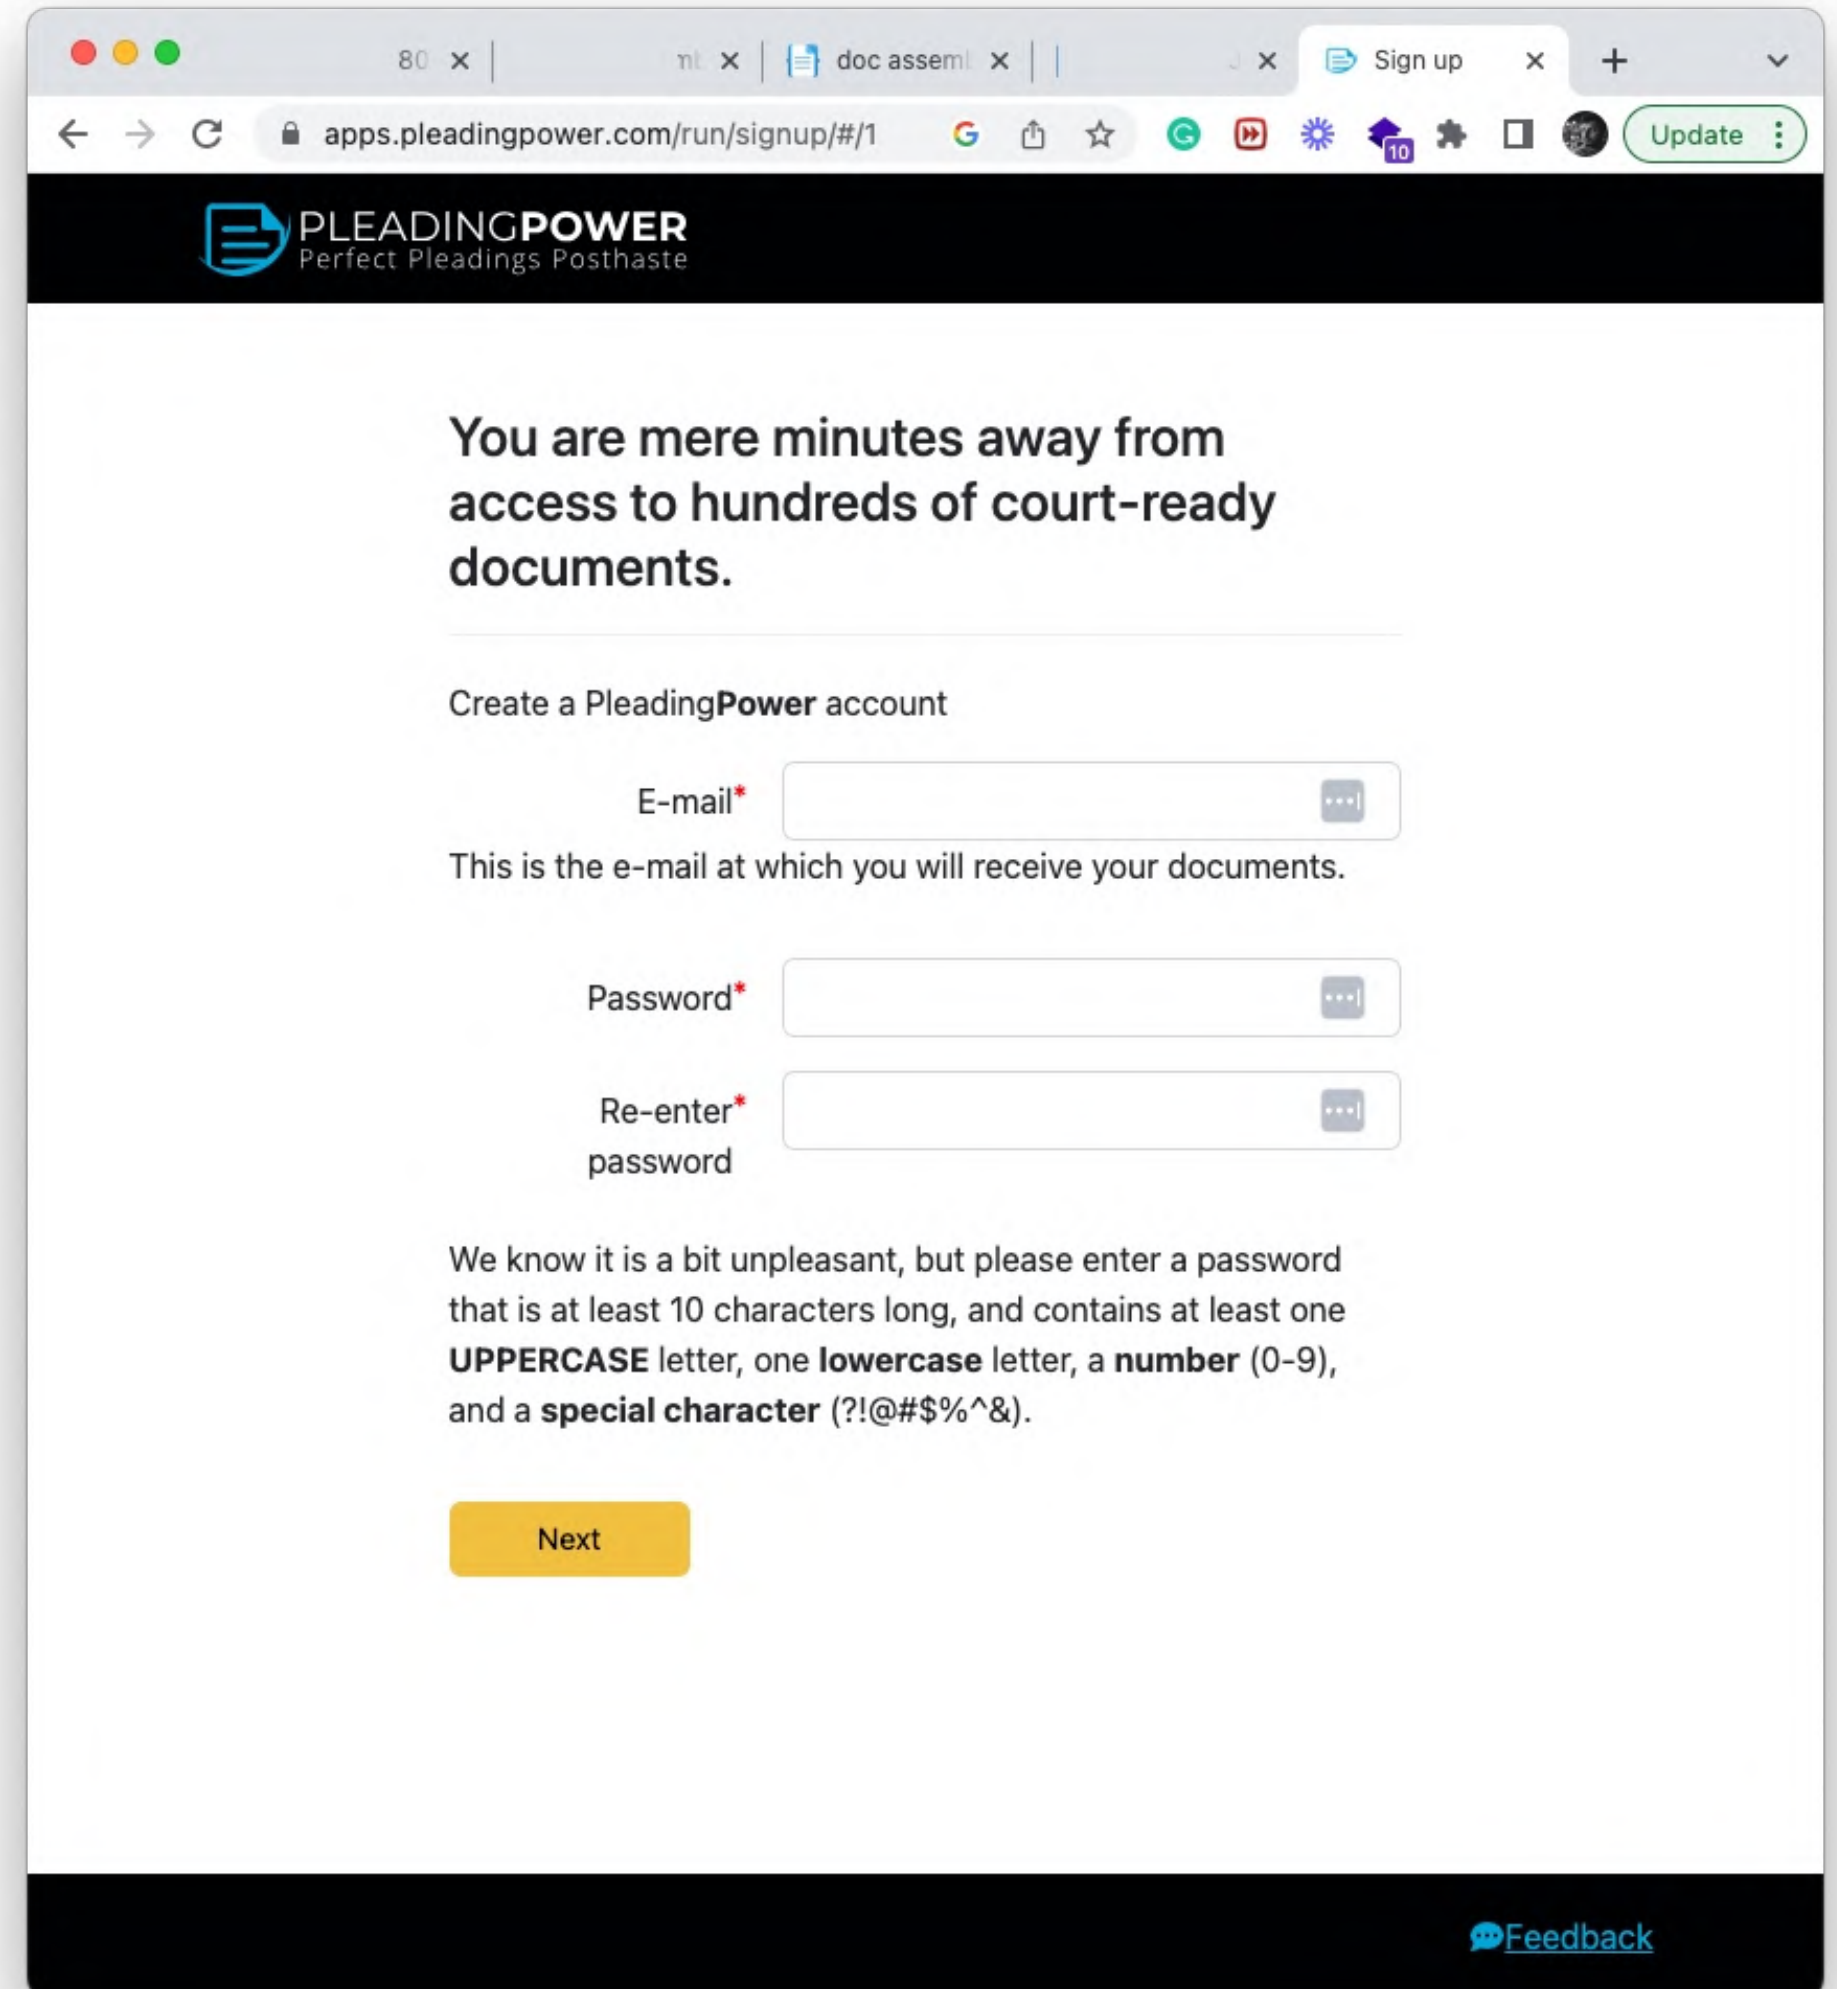 80
doc assem
Sign up
apps.pleadingpower.com/run/signup/#/1
10
Update
PLEADINGPOWER
Perfect Pleadings Posthaste
You are mere minutes away from
access to hundreds of court-ready
documents.
Create a PleadingPower account
E-mail*
This is the e-mail at which you will receive your documents.
Password*
Re-enter*
password
We know it is a bit unpleasant, but please enter a password
that is at least 10 characters long, and contains at least one
UPPERCASE letter, one lowercase letter, a number (0-9),
and a special character (?!@#$%^&).
Next
Feedback